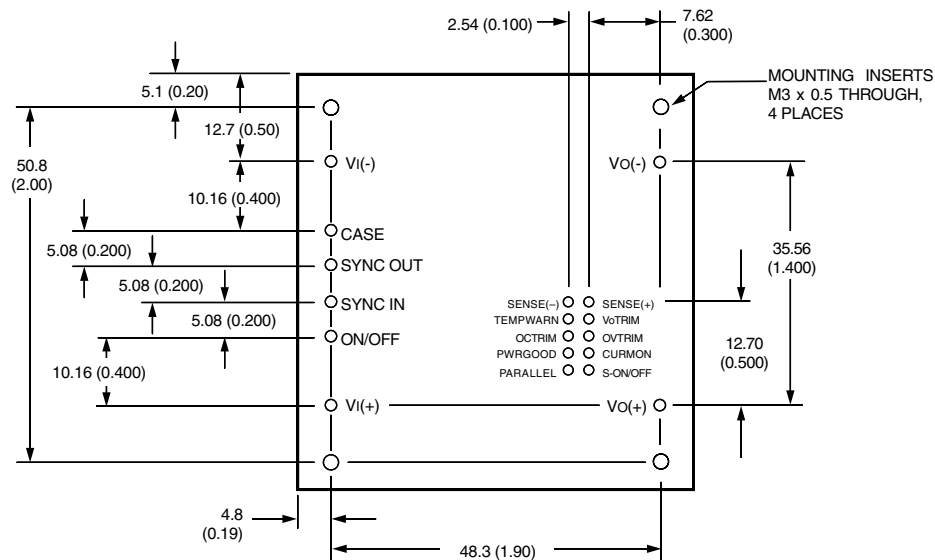 2.54 (0.100)
7.62
(0.300)
5.1 (0.20)
MOUNTING INSERTS
M3 x 0.5 THROUGH,
4 PLACES
12.7 (0.50)
50.8
(2.00)
VI(-)
VO(-)
10.16 (0.400)
CASE
5.08 (0.200)
SYNC OUT
35.56
(1.400)
5.08 (0.200)
SYNC IN
SENSE(–)
SENSE(+)
5.08 (0.200)
TEMPWARN
VoTRIM
ON/OFF
OCTRIM
OVTRIM
12.70
(0.500)
PWRGOOD
CURMON
10.16 (0.400)
PARALLEL
S-ON/OFF
VI(+)
VO(+)
4.8
(0.19)
48.3 (1.90)